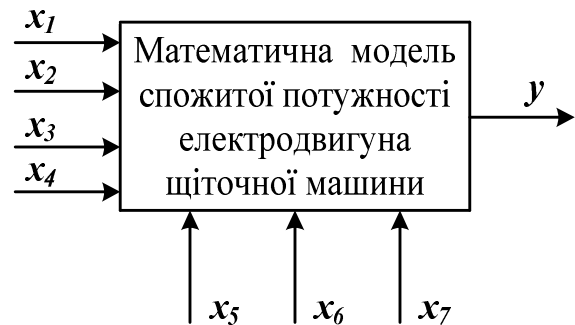 x1
x2
x3
x4
Математична модель
спожитої потужності
електродвигуна
щіточної машини
y
x5 x6 x7